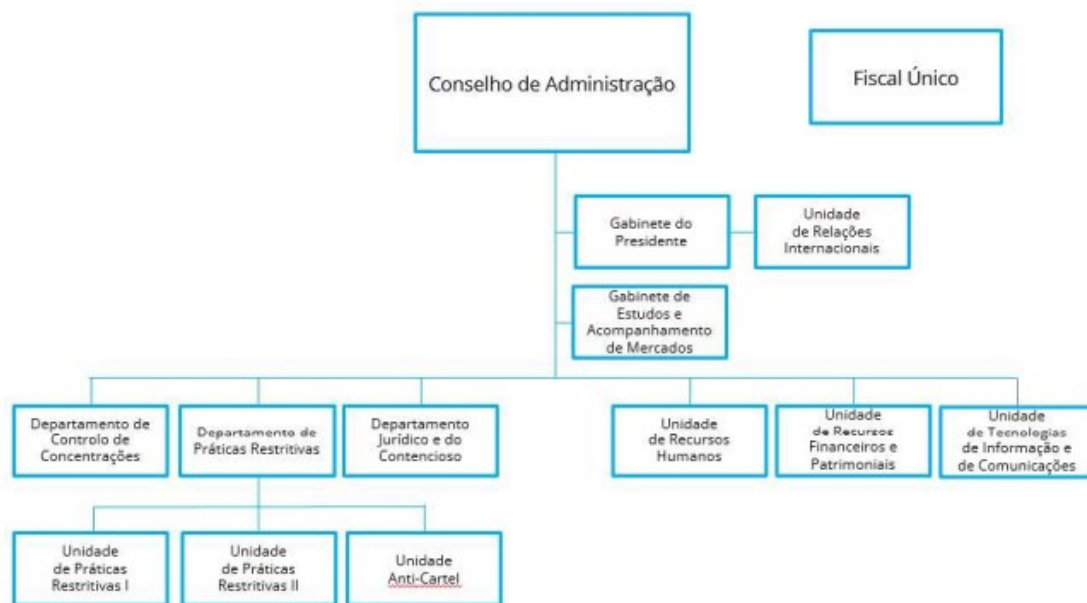 Conselho de Administração
Fiscal Único
Gabinete do
Presidente
Unidade
de Relações
Internacionais
Gabinete de
Estudos e
Acompanhamento
de Mercados
Departamento de
Controlo de
Concentrações
Departamento de
Práticas Restritivas
Departamento
Jurídico e do
Contencioso
Unidade
de Recursos
Humanos
Unidade
de Recursos
Financeiros e
Patrimoniais
Unidade
de Tecnologias
de Informação e
de Comunicações
Unidade
de Práticas
Restritivas I
Unidade
de Práticas
Restritivas II
Unidade
Anti-Cartel